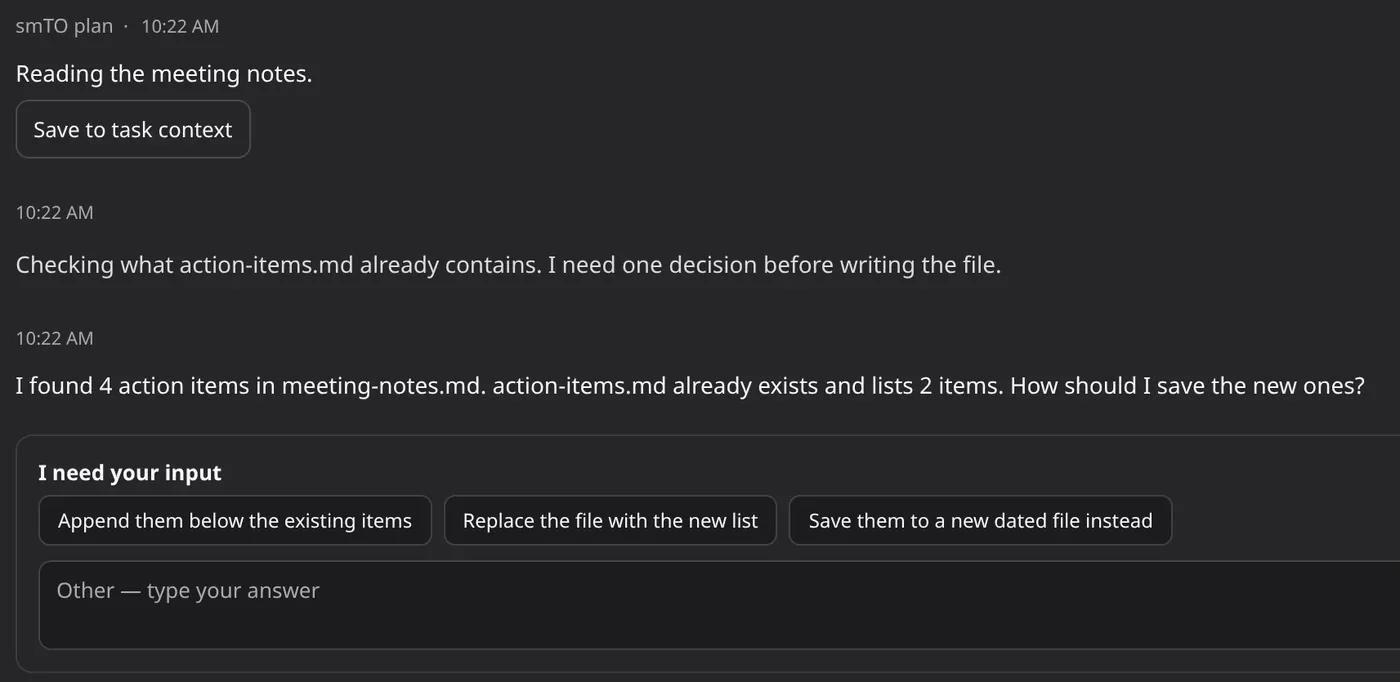 smTO plan · 10:22 AM
Reading the meeting notes.
Save to task context
10:22 AM
Checking what action-items.md already contains. I need one decision before writing the file.
10:22 AM
I found 4 action items in meeting-notes.md. action-items.md already exists and lists 2 items. How should I save the new ones?
I need your input
Append them below the existing items
Replace the file with the new list
Save them to a new dated file instead
Other — type your answer